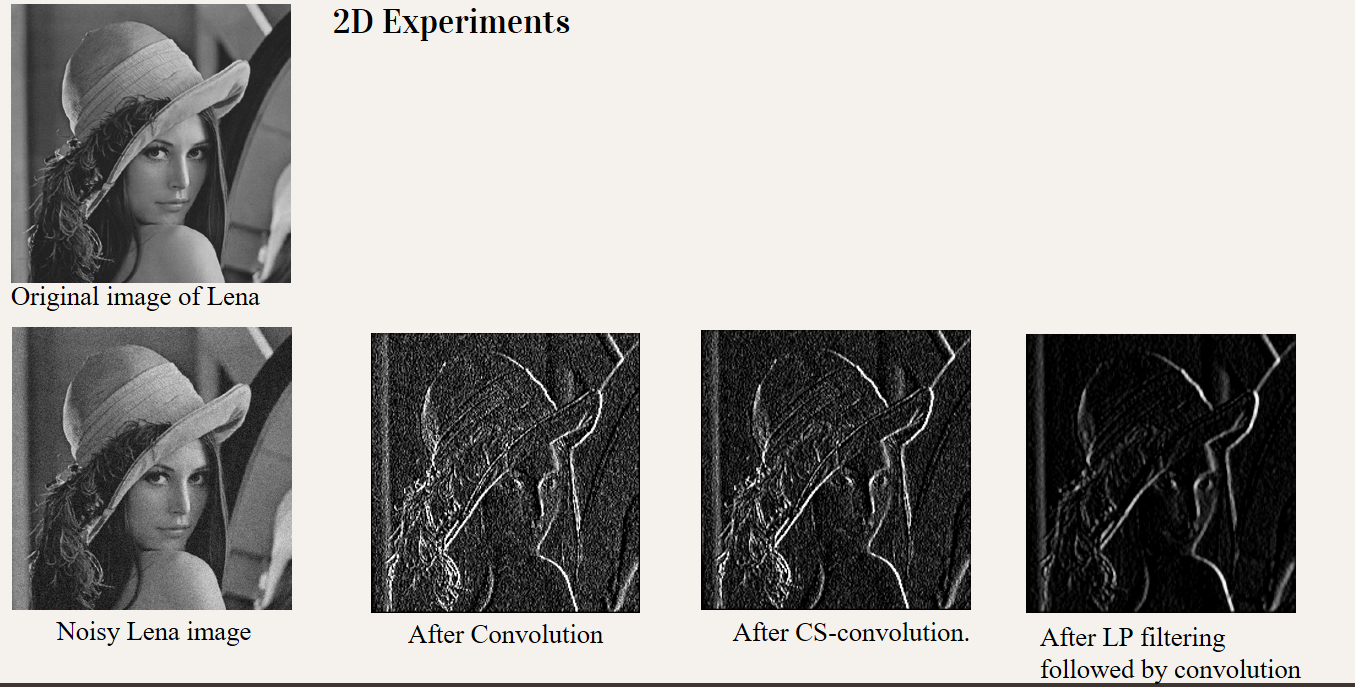 2D Experiments
Original image of Lena
Noisy Lena image
After Convolution
After CS-convolution.
After LP filtering
followed by convolution